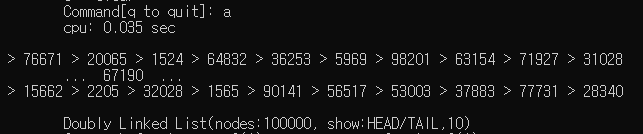 Command[q to quit]: a
cpu: 0.035 sec
> 76671 > 20065 > 1524 > 64832 > 36253 > 5969 > 98201 > 63154 > 71927 > 31028
... 67190 ...
> 15662 > 2205 > 32028 > 1565 > 90141 > 56517 > 53003 > 37883 > 77731 > 28340
Doubly Linked List(nodes:100000, show:HEAD/TAIL,10)